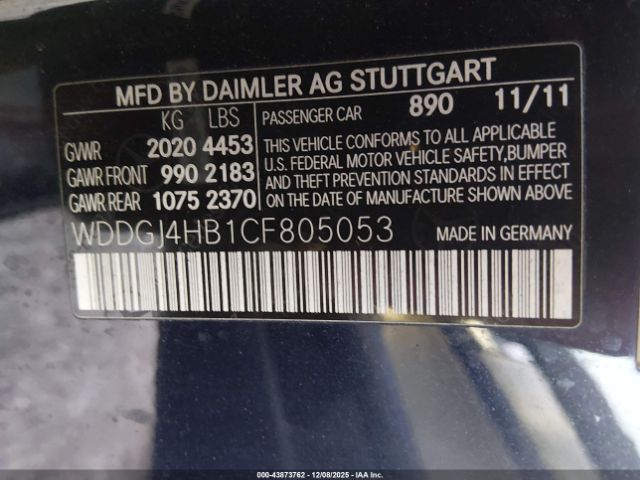 MFD BY DAIMLER AG STUTTGART
KG LBS
GVWR 2020 4453
GAWR FRONT 990 2183
GAWR REAR 1075 2370
PASSENGER CAR 890 11/11
THIS VEHICLE CONFORMS TO ALL APPLICABLE
U.S. FEDERAL MOTOR VEHICLE SAFETY, BUMPER
AND THEFT PREVENTION STANDARDS IN EFFECT
ON THE DATE OF MANUFACTURE SHOWN ABOVE.
WDDGJ4HB1CF805053 MADE IN GERMANY
000-43873762 - 12/08/2025 - IAAI, Inc.